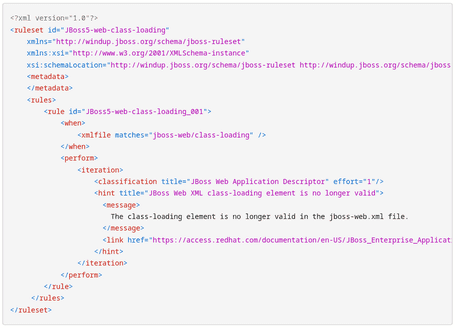 <?xml version="1.0"?>
<ruleset id="JBoss5-web-class-loading"
xmlns="http://windup.jboss.org/schema/jboss-ruleset"
xmlns:xsi="http://www.w3.org/2001/XMLSchema-instance"
xsi:schemaLocation="http://windup.jboss.org/schema/jboss-ruleset http://windup.jboss.org/schema/jboss
<metadata>
</metadata>
<rules>
<rule id="JBoss5-web-class-loading_001">
<when>
<xmlfile matches="jboss-web/class-loading" />
</when>
<perform>
<iteration>
<classification title="JBoss Web Application Descriptor" effort="1"/>
<hint title="JBoss Web XML class-loading element is no longer valid">
<message>
The class-loading element is no longer valid in the jboss-web.xml file.
</message>
<link href="https://access.redhat.com/documentation/en-US/JBoss_Enterprise_Applicat
</hint>
</iteration>
</perform>
</rule>
</rules>
</ruleset>